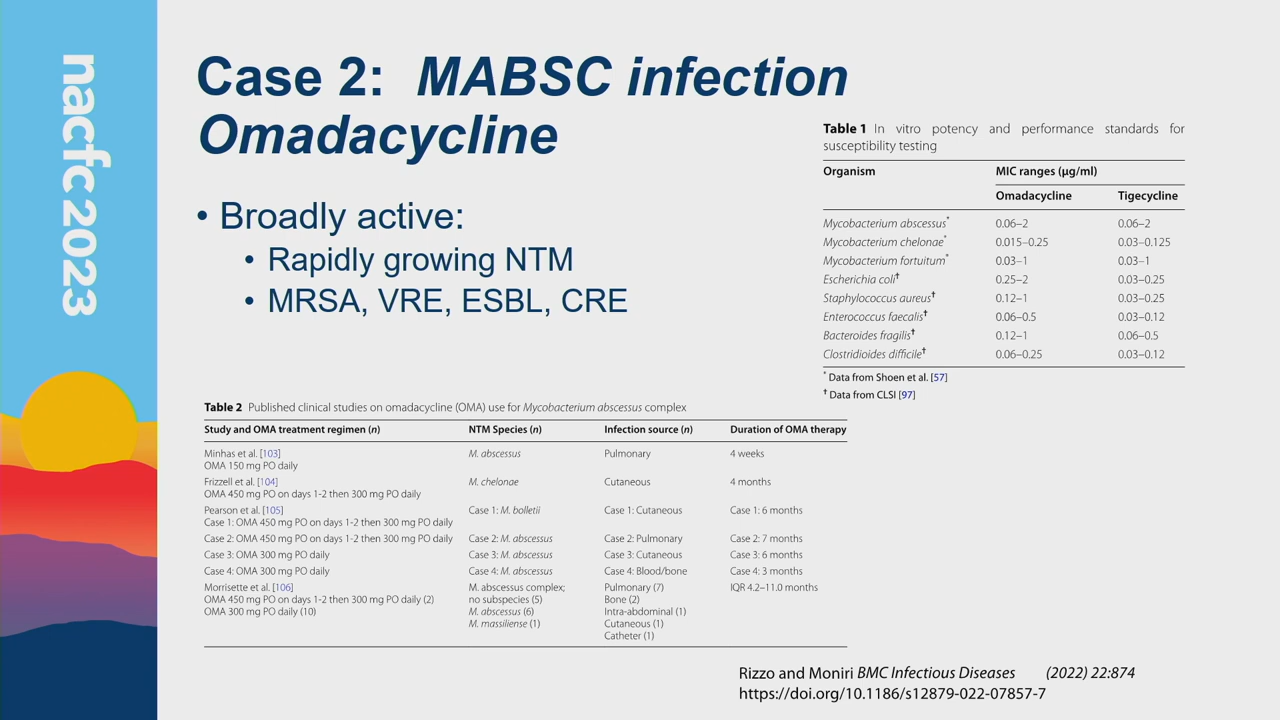 nacfc 2023
Case 2: MABSC infection
Omadacycline
• Broadly active:
• Rapidly growing NTM
• MRSA, VRE, ESBL, CRE
Table 1 In vitro potency and performance standards for
susceptibility testing
Organism MIC ranges (µg/ml)
Omadacycline Tigecycline
Mycobacterium abscessus* 0.06–2 0.06–2
Mycobacterium chelonae* 0.015–0.25 0.03–0.125
Mycobacterium fortuitum* 0.03–1 0.03–1
Escherichia coli† 0.25–2 0.03–0.25
Staphylococcus aureus† 0.12–1 0.03–0.25
Enterococcus faecalis† 0.06–0.5 0.03–0.12
Bacteroides fragilis† 0.12–1 0.06–0.5
Clostridioides difficile† 0.06–0.25 0.03–0.12
* Data from Shoen et al. [57]
† Data from CLSI [97]
Table 2 Published clinical studies on omadacycline (OMA) use for Mycobacterium abscessus complex
Study and OMA treatment regimen (n) NTM Species (n) Infection source (n) Duration of OMA therapy
Minhas et al. [103] M. abscessus Pulmonary 4 weeks
OMA 150 mg PO daily
Frizzell et al. [104] M. chelonae Cutaneous 4 months
OMA 450 mg PO on days 1-2 then 300 mg PO daily
Pearson et al. [105] Case 1: M. bolletii Case 1: Cutaneous Case 1: 6 months
Case 1: OMA 450 mg PO on days 1-2 then 300 mg PO daily
Case 2: OMA 450 mg PO on days 1-2 then 300 mg PO daily Case 2: M. abscessus Case 2: Pulmonary Case 2: 7 months
Case 3: OMA 300 mg PO daily Case 3: M. abscessus Case 3: Cutaneous Case 3: 6 months
Case 4: OMA 300 mg PO daily Case 4: M. abscessus Case 4: Blood/bone Case 4: 3 months
Morrisette et al. [106] M. abscessus complex; Pulmonary (7) IQR 4.2–11.0 months
OMA 450 mg PO on days 1-2 then 300 mg PO daily (2) no subspecies (5) Bone (2)
OMA 300 mg PO daily (10) M. abscessus (6) Intra-abdominal (1)
M. massiliense (1) Cutaneous (1)
Catheter (1)
Rizzo and Moniri BMC Infectious Diseases (2022) 22:874
https://doi.org/10.1186/s12879-022-07857-7